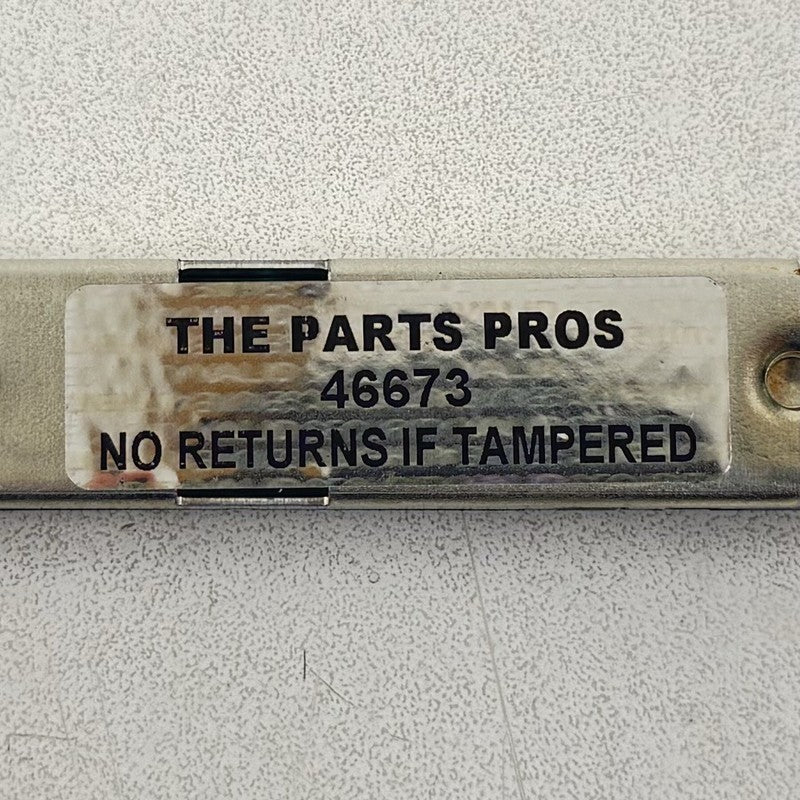 THE PARTS PROS
46673
NO RETURNS IF TAMPERED